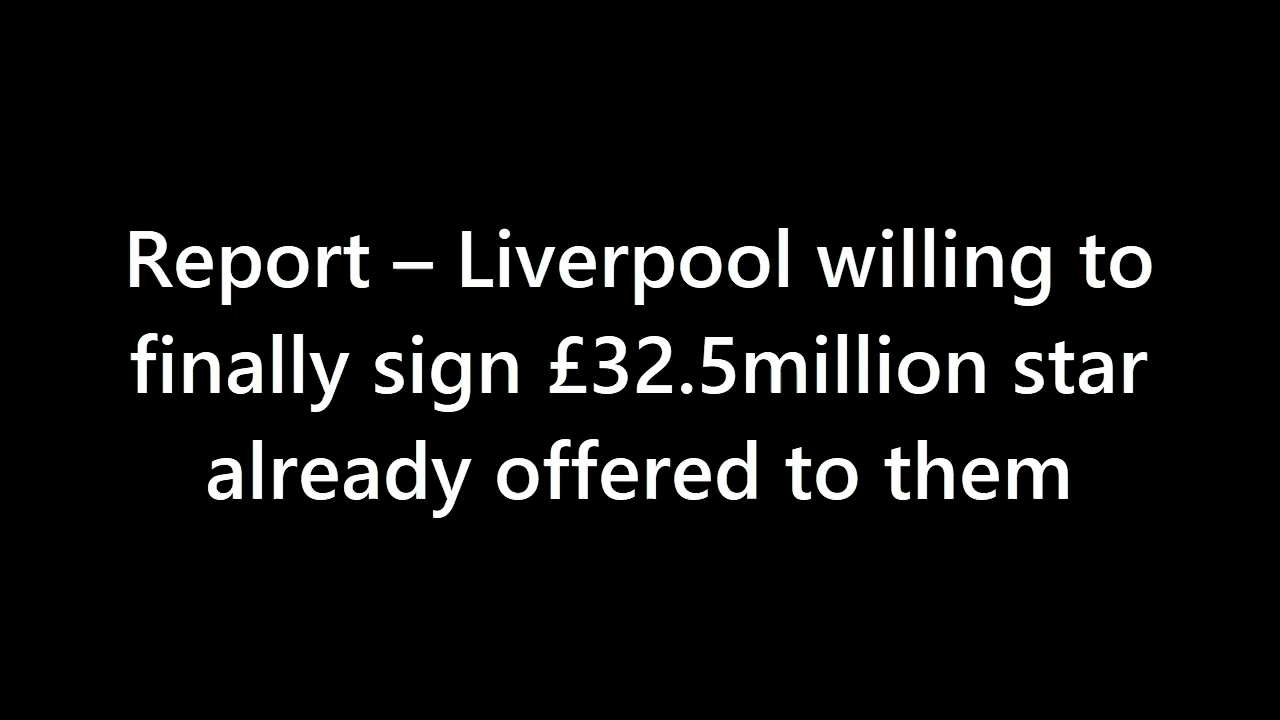 Report – Liverpool willing to
finally sign £32.5million star
already offered to them